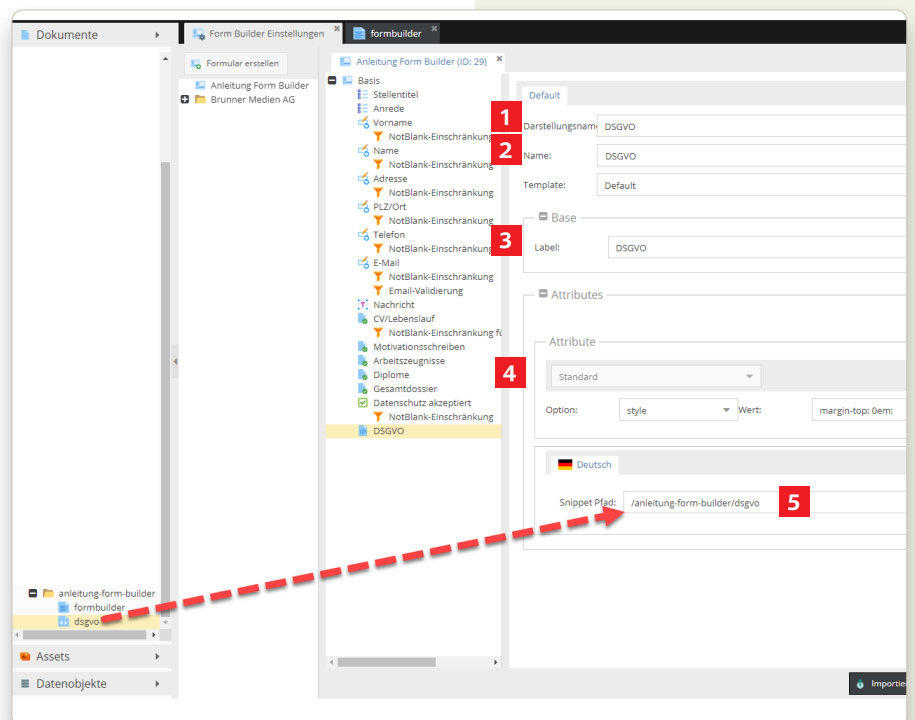 Dokumente
Form Builder Einstellungen
formbuilder
Formular erstellen
Anleitung Form Builder (ID: 29)
Anleitung Form Builder
Brunner Medien AG
Basis
Stellentitel
Anrede
Vorname
NotBlank-Einschränkung
Name
NotBlank-Einschränkung
Adresse
NotBlank-Einschränkung
PLZ/Ort
NotBlank-Einschränkung
Telefon
NotBlank-Einschränkung
E-Mail
NotBlank-Einschränkung
Email-Validierung
Nachricht
CV/Lebenslauf
NotBlank-Einschränkung fü
Motivationsschreiben
Arbeitszeugnisse
Diplome
Gesamtdossier
Datenschutz akzeptiert
NotBlank-Einschränkung
DSGVO
Default
1
Darstellungsname
DSGVO
2
Name:
DSGVO
Template:
Default
Base
3
Label:
DSGVO
Attributes
Attribute
4
Standard
Option:
style
Wert:
margin-top: 0em;
Deutsch
Snippet Pfad:
/anleitung-form-builder/dsgvo
5
anleitung-form-builder
formbuilder
dsgvo
Assets
Datenobjekte
Importie